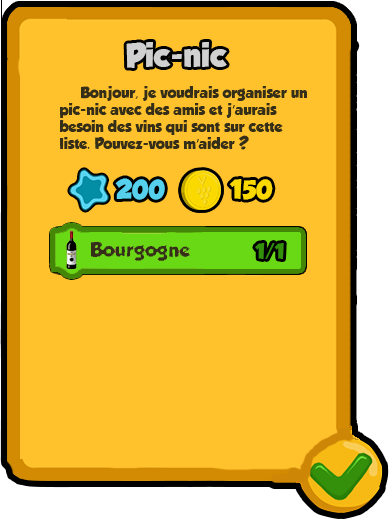 Pic-nic
Bonjour, je voudrais organiser un
pic-nic avec des amis et j'aurais
besoin des vins qui sont sur cette
liste. Pouvez-vous m'aider ?
200 150
Bourgogne 1/1